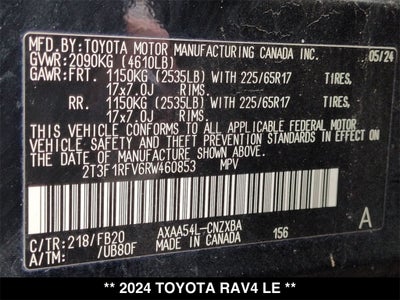 MFD.BY:TOYOTA MOTOR MANUFACTURING CANADA INC.
05/24
GVWR:2090KG (4610LB)
GAWR:FRT. 1150KG (2535LB) WITH 225/65R17 TIRES,
17x7.0J RIMS.
RR. 1150KG (2535LB) WITH 225/65R17 TIRES,
17x7.0J RIMS.
THIS VEHICLE CONFORMS TO ALL APPLICABLE FEDERAL MOTOR
VEHICLE SAFETY AND THEFT PREVENTION STANDARDS IN EFFECT
ON THE DATE OF MANUFACTURE SHOWN ABOVE.
2T3F1RFV6RW460853 MPV
C/TR:218/FB20 AXAA54L-CNZXBA A
A/TM: /UB80F 156
** 2024 TOYOTA RAV4 LE **